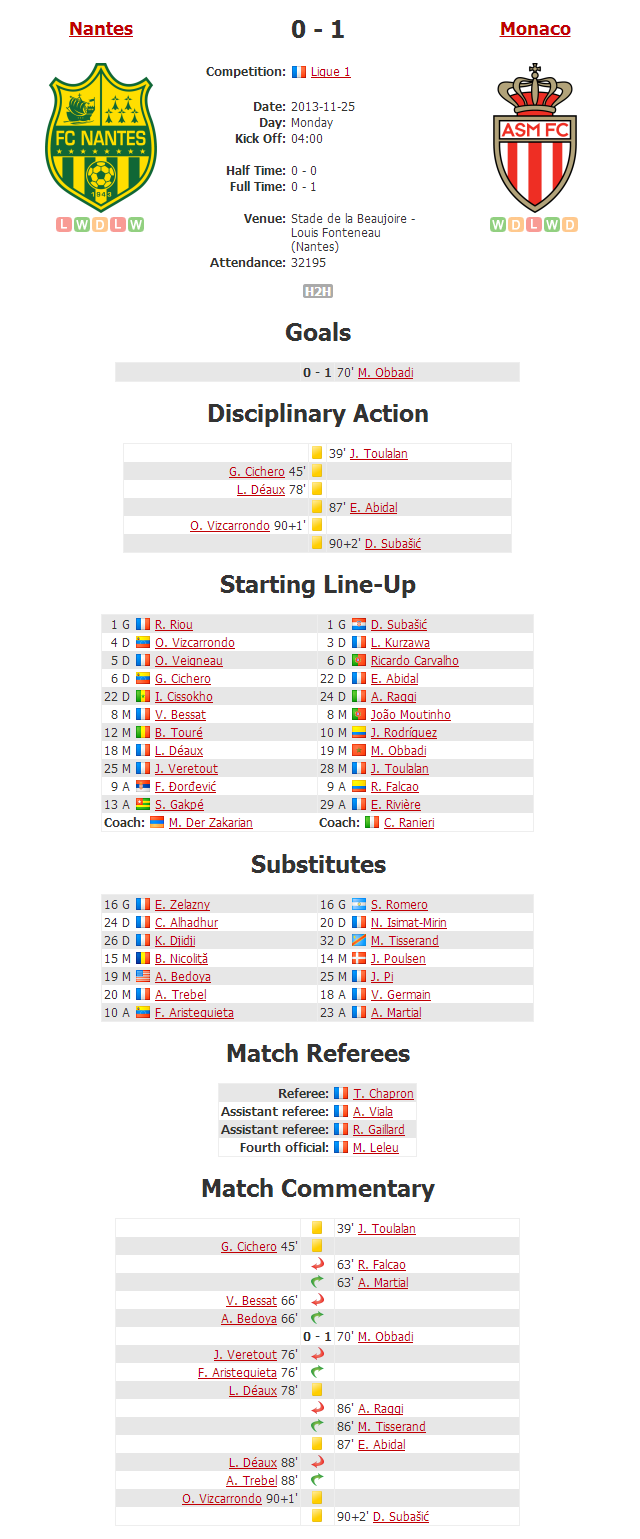 Nantes 0 - 1 Monaco
FC NANTES
1943
ASM FC
Competition: Ligue 1
Date: 2013-11-25
Day: Monday
Kick Off: 04:00
Half Time: 0 - 0
Full Time: 0 - 1
Venue: Stade de la Beaujoire -
Louis Fonteneau
(Nantes)
Attendance: 32195
L W D L W
W D L W D
H2H
Goals
0 - 1 70' M. Obbadi
Disciplinary Action
39' J. Toulalan
G. Cichero 45'
L. Déaux 78'
87' E. Abidal
O. Vizcarrondo 90+1'
90+2' D. Subašić
Starting Line-Up
1 G R. Riou 1 G D. Subašić
4 D O. Vizcarrondo 3 D L. Kurzawa
5 D O. Veigneau 6 D Ricardo Carvalho
6 D G. Cichero 22 D E. Abidal
22 D I. Cissokho 24 D A. Raggi
8 M V. Bessat 8 M João Moutinho
12 M B. Touré 10 M J. Rodríguez
18 M L. Déaux 19 M M. Obbadi
25 M J. Veretout 28 M J. Toulalan
9 A F. Đorđević 9 A R. Falcao
13 A S. Gakpé 29 A E. Rivière
Coach: M. Der Zakarian Coach: C. Ranieri
Substitutes
16 G E. Zelazny 16 G S. Romero
24 D C. Alhadhur 20 D N. Isimat-Mirin
26 D K. Djidji 32 D M. Tisserand
15 M B. Nicoliţă 14 M J. Poulsen
19 M A. Bedoya 25 M J. Pi
20 M A. Trebel 18 A V. Germain
10 A F. Aristeguieta 23 A A. Martial
Match Referees
Referee: T. Chapron
Assistant referee: A. Viala
Assistant referee: R. Gaillard
Fourth official: M. Leleu
Match Commentary
39' J. Toulalan
G. Cichero 45'
63' R. Falcao
63' A. Martial
V. Bessat 66'
A. Bedoya 66'
0 - 1 70' M. Obbadi
J. Veretout 76'
F. Aristeguieta 76'
L. Déaux 78'
86' A. Raggi
86' M. Tisserand
87' E. Abidal
L. Déaux 88'
A. Trebel 88'
O. Vizcarrondo 90+1'
90+2' D. Subašić